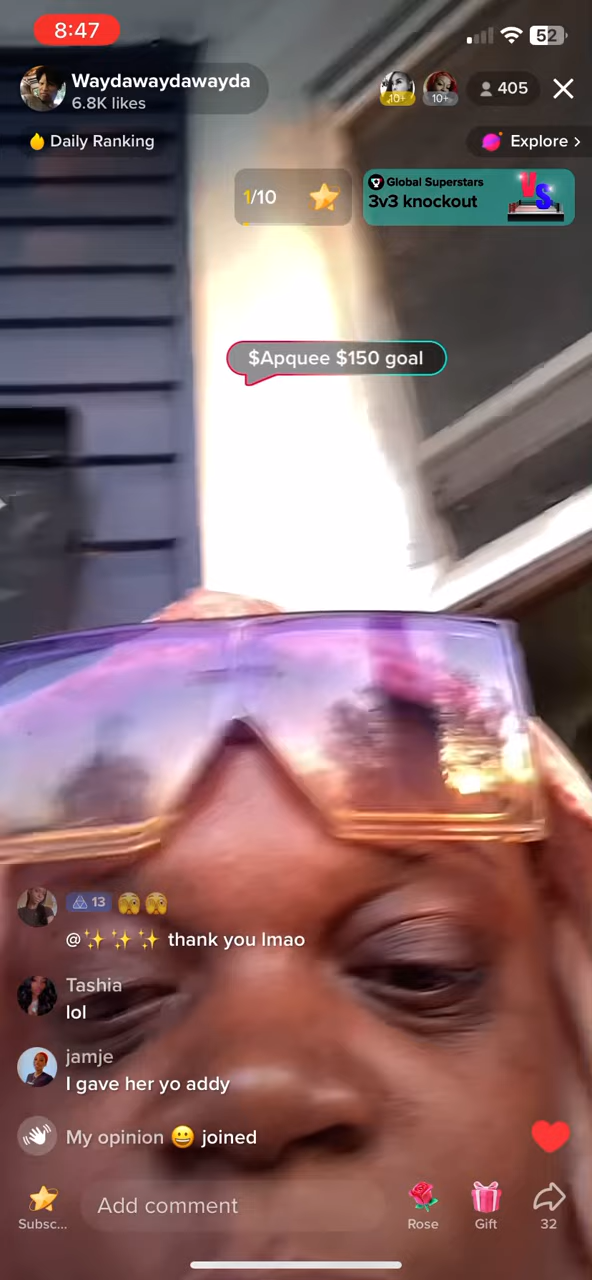 8:47
52
Waydawaydawayda
6.8K likes
10+
10+
405
Daily Ranking
Explore >
1/10
Global Superstars
3v3 knockout
VS
$Apquee $150 goal
13 🫣🫣
@✨✨✨ thank you lmao
Tashia
lol
jamje
I gave her yo addy
My opinion 😀 joined
Subsc...
Add comment
Rose
Gift
32